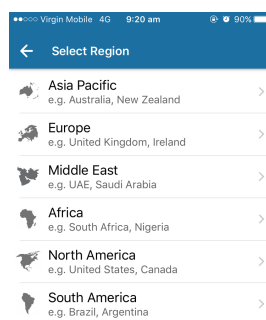 Virgin Mobile 4G 9:20 am 90%
Select Region
Asia Pacific
e.g. Australia, New Zealand
Europe
e.g. United Kingdom, Ireland
Middle East
e.g. UAE, Saudi Arabia
Africa
e.g. South Africa, Nigeria
North America
e.g. United States, Canada
South America
e.g. Brazil, Argentina